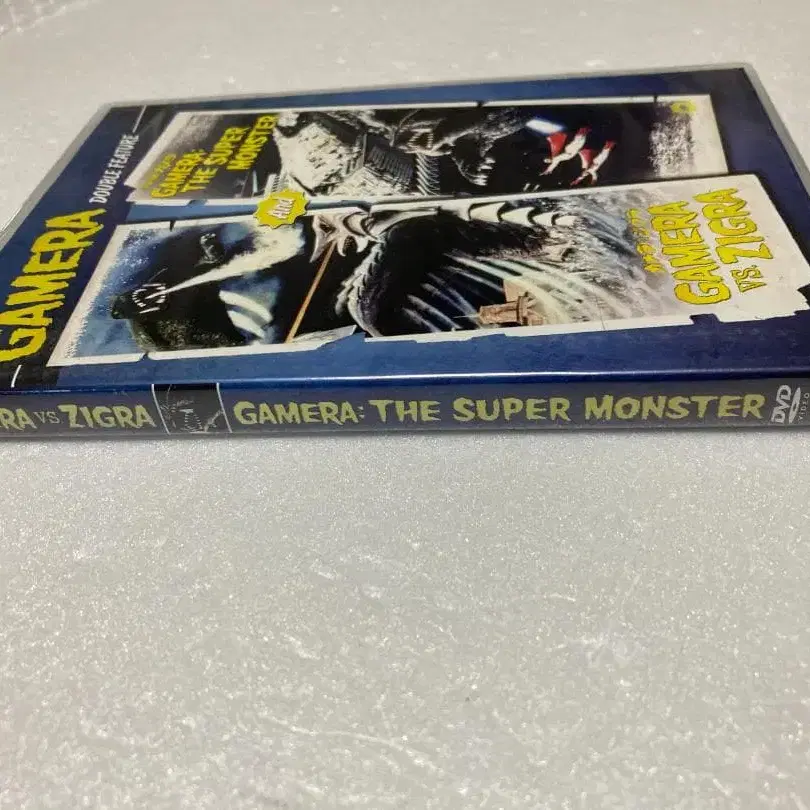 GAMERA
DOUBLE FEATURE
GAMERA:
THE SUPER
MONSTER
And
GAMERA
VS. ZIGRA
RA VS ZIGRA
GAMERA: THE SUPER MONSTER
DVD
VIDEO